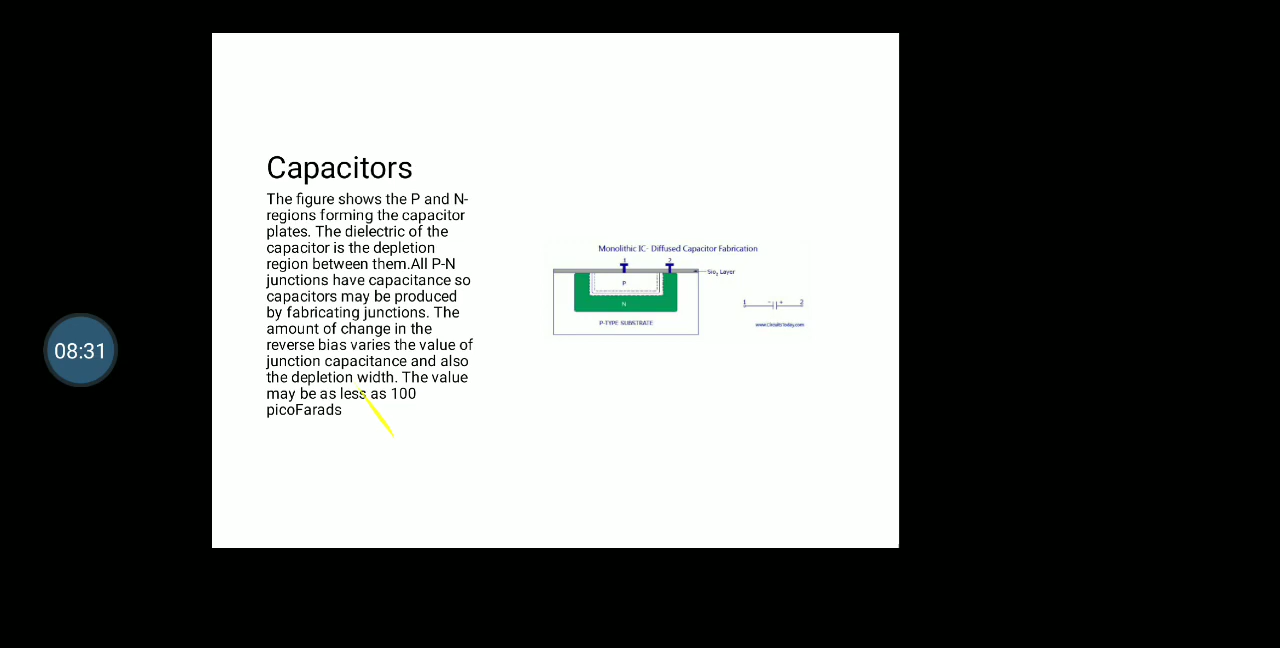 Capacitors
The figure shows the P and N-
regions forming the capacitor
plates. The dielectric of the
capacitor is the depletion
region between them.All P-N
junctions have capacitance so
capacitors may be produced
by fabricating junctions. The
amount of change in the
reverse bias varies the value of
junction capacitance and also
the depletion width. The value
may be as less as 100
picoFarads
08:31
Monolithic IC- Diffused Capacitor Fabrication
1 2
Sio₂ Layer
P
N
P-TYPE SUBSTRATE
1 - + 2
www.CircuitsToday.com